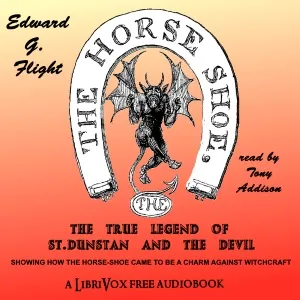 Edward
G.
Flight
THE HORSE SHOE.
read by
Tony
Addison
THE
THE TRUE LEGEND OF
ST.DUNSTAN AND THE DEVIL
SHOWING HOW THE HORSE-SHOE CAME TO BE A CHARM AGAINST WITCHCRAFT
A LIBRIVOX FREE AUDIOBOOK